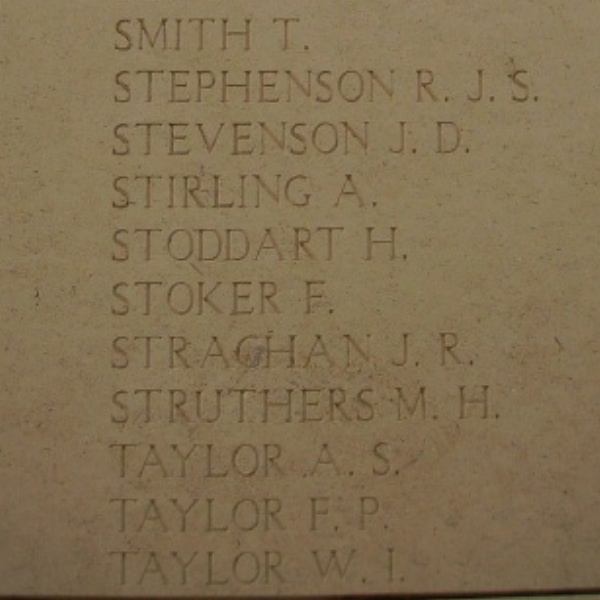 SMITH T.
STEPHENSON R. J. S.
STEVENSON J. D.
STIRLING A.
STODDART H.
STOKER F.
STRACHAN J. R.
STRUTHERS M. H.
TAYLOR A. S.
TAYLOR F. P.
TAYLOR W. I.